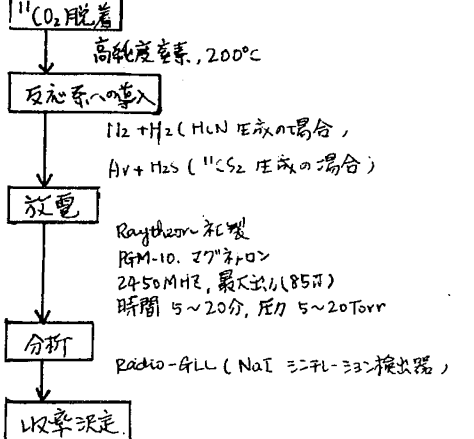 ¹¹CO₂脱着
高純度窒素, 200°C
反応系への導入
N2 + H2 (HCN 生成の場合)
Ar + H2S (¹¹CS2 生成の場合)
放電
Raytheon 社製
PGM-10. マグネトロン
2450MHz, 最大出力(85W)
時間 5〜20分, 圧力 5〜20Torr
分析
Radio-GLC (NaI シンチレーション検出器)
収率決定.